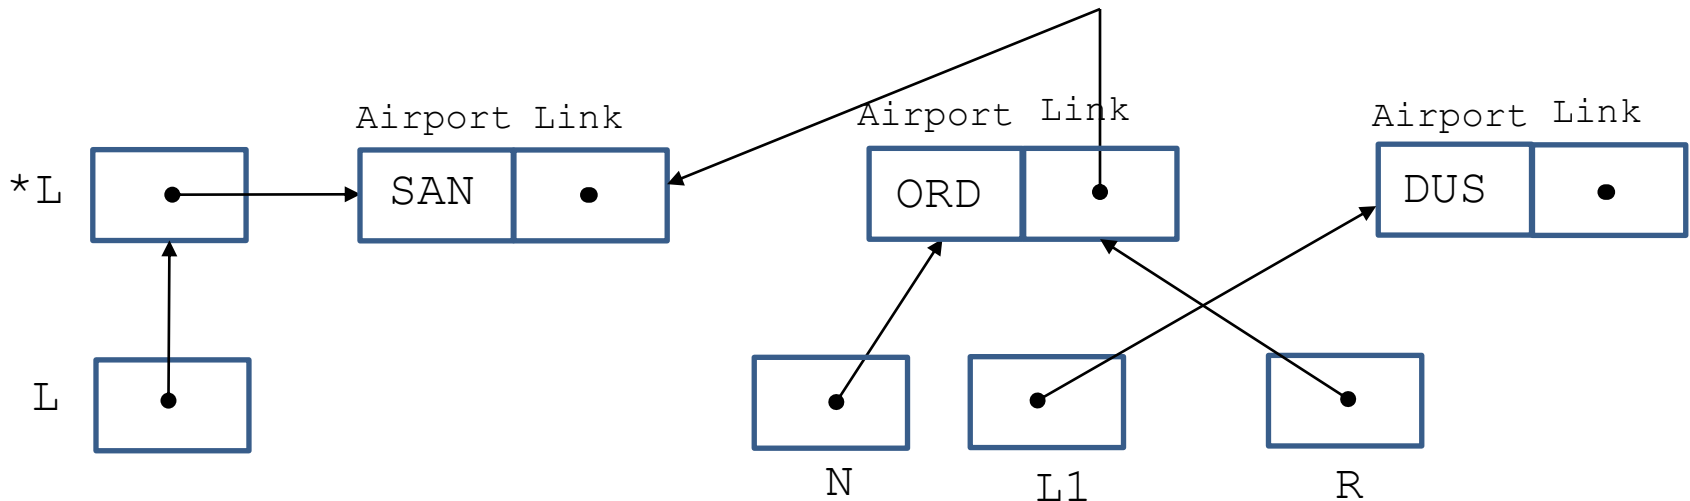 Airport Link
Airport Link
Airport Link
*L
SAN
ORD
DUS
L
N
L1
R